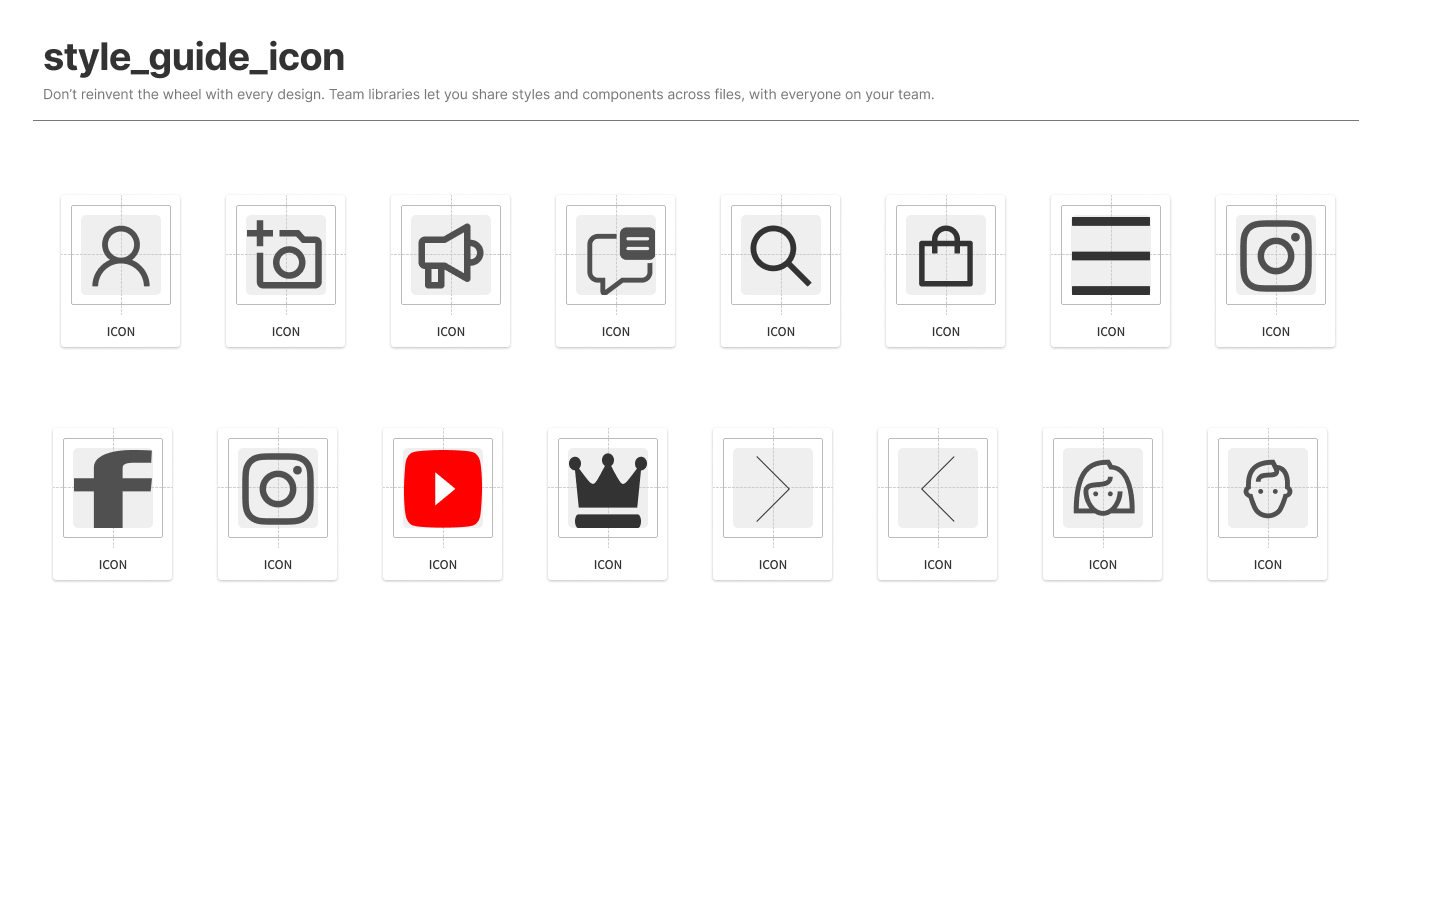 style_guide_icon
Don't reinvent the wheel with every design. Team libraries let you share styles and components across files, with everyone on your team.
ICON ICON ICON ICON ICON ICON ICON ICON
ICON ICON ICON ICON ICON ICON ICON ICON